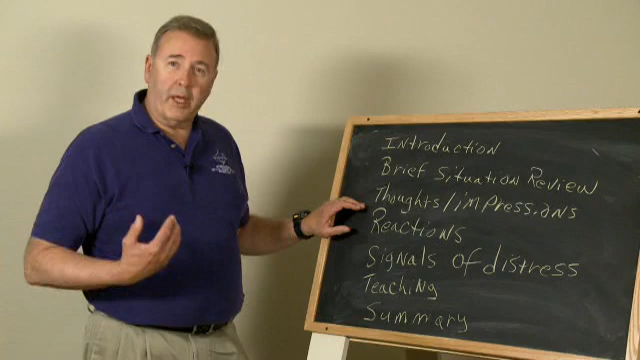 Introduction
Brief Situation Review
Thoughts/impressions
Reactions
Signals of distress
Teaching
Summary